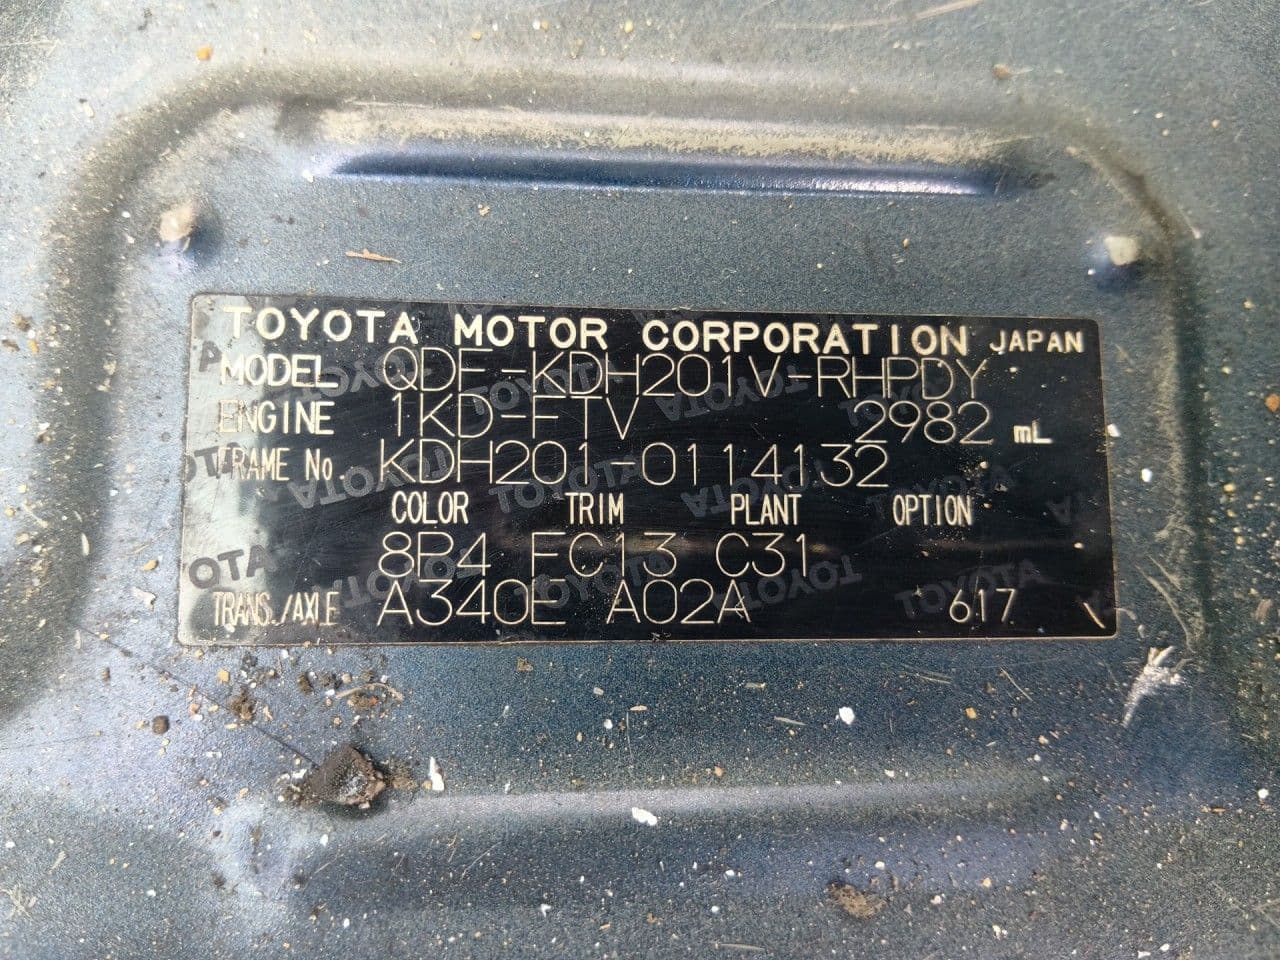 TOYOTA MOTOR CORPORATION JAPAN
MODEL QDF-KDH201V-RHPDY
ENGINE 1KD-FTV 2982 mL
FRAME No. KDH201-0114132
COLOR TRIM PLANT OPTION
8P4 FC13 C31
TRANS./AXLE A340E A02A 617 \